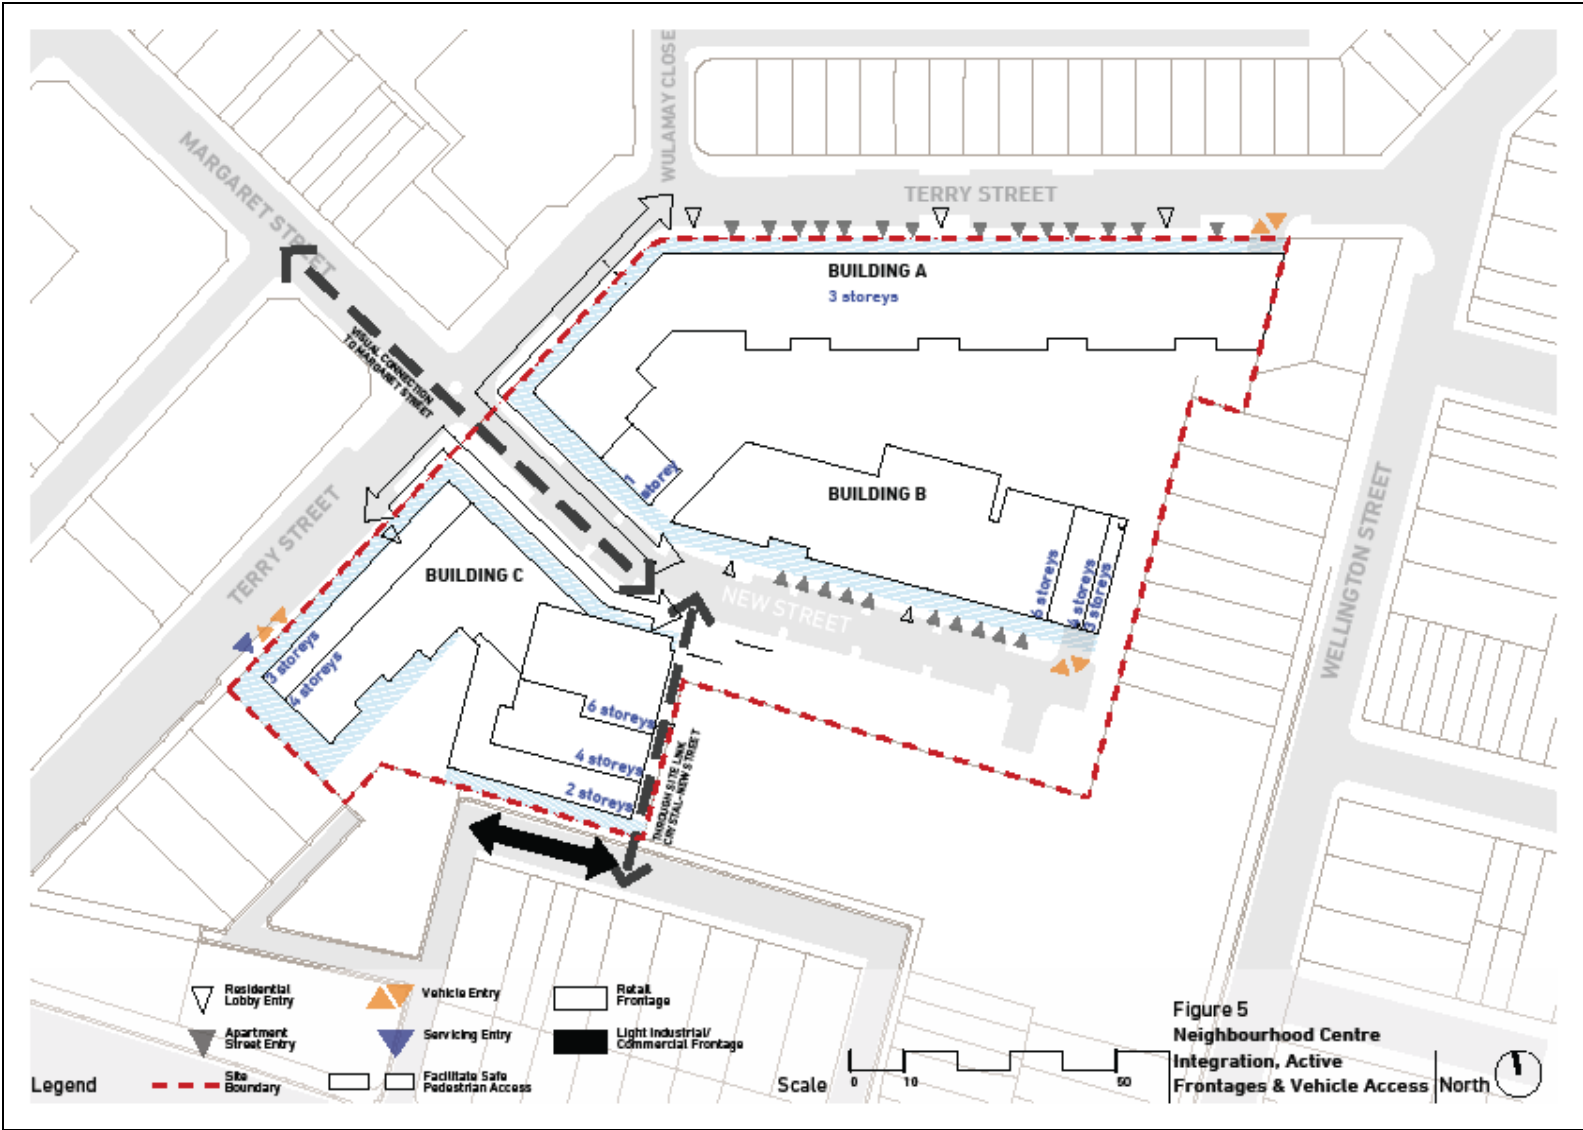 WULAMAY CLOSE
MARGARET STREET
TERRY STREET
BUILDING A
3 storeys
VISUAL CONNECTION
TO MARGARET STREET
1
storey
BUILDING B
TERRY STREET
BUILDING C
6 storeys
4 storeys
3 storeys
NEW STREET
WELLINGTON STREET
3 storeys
4 storeys
6 storeys
4 storeys
2 storeys
THROUGH SITE LINK
CRYSTAL-NEW STREET
Residential
Lobby Entry
Vehicle Entry
Retail
Frontage
Apartment
Street Entry
Servicing Entry
Light Industrial/
Commercial Frontage
Legend
Site
Boundary
Facilitate Safe
Pedestrian Access
Scale
0 10 50
Figure 5
Neighbourhood Centre
Integration, Active
Frontages & Vehicle Access
North